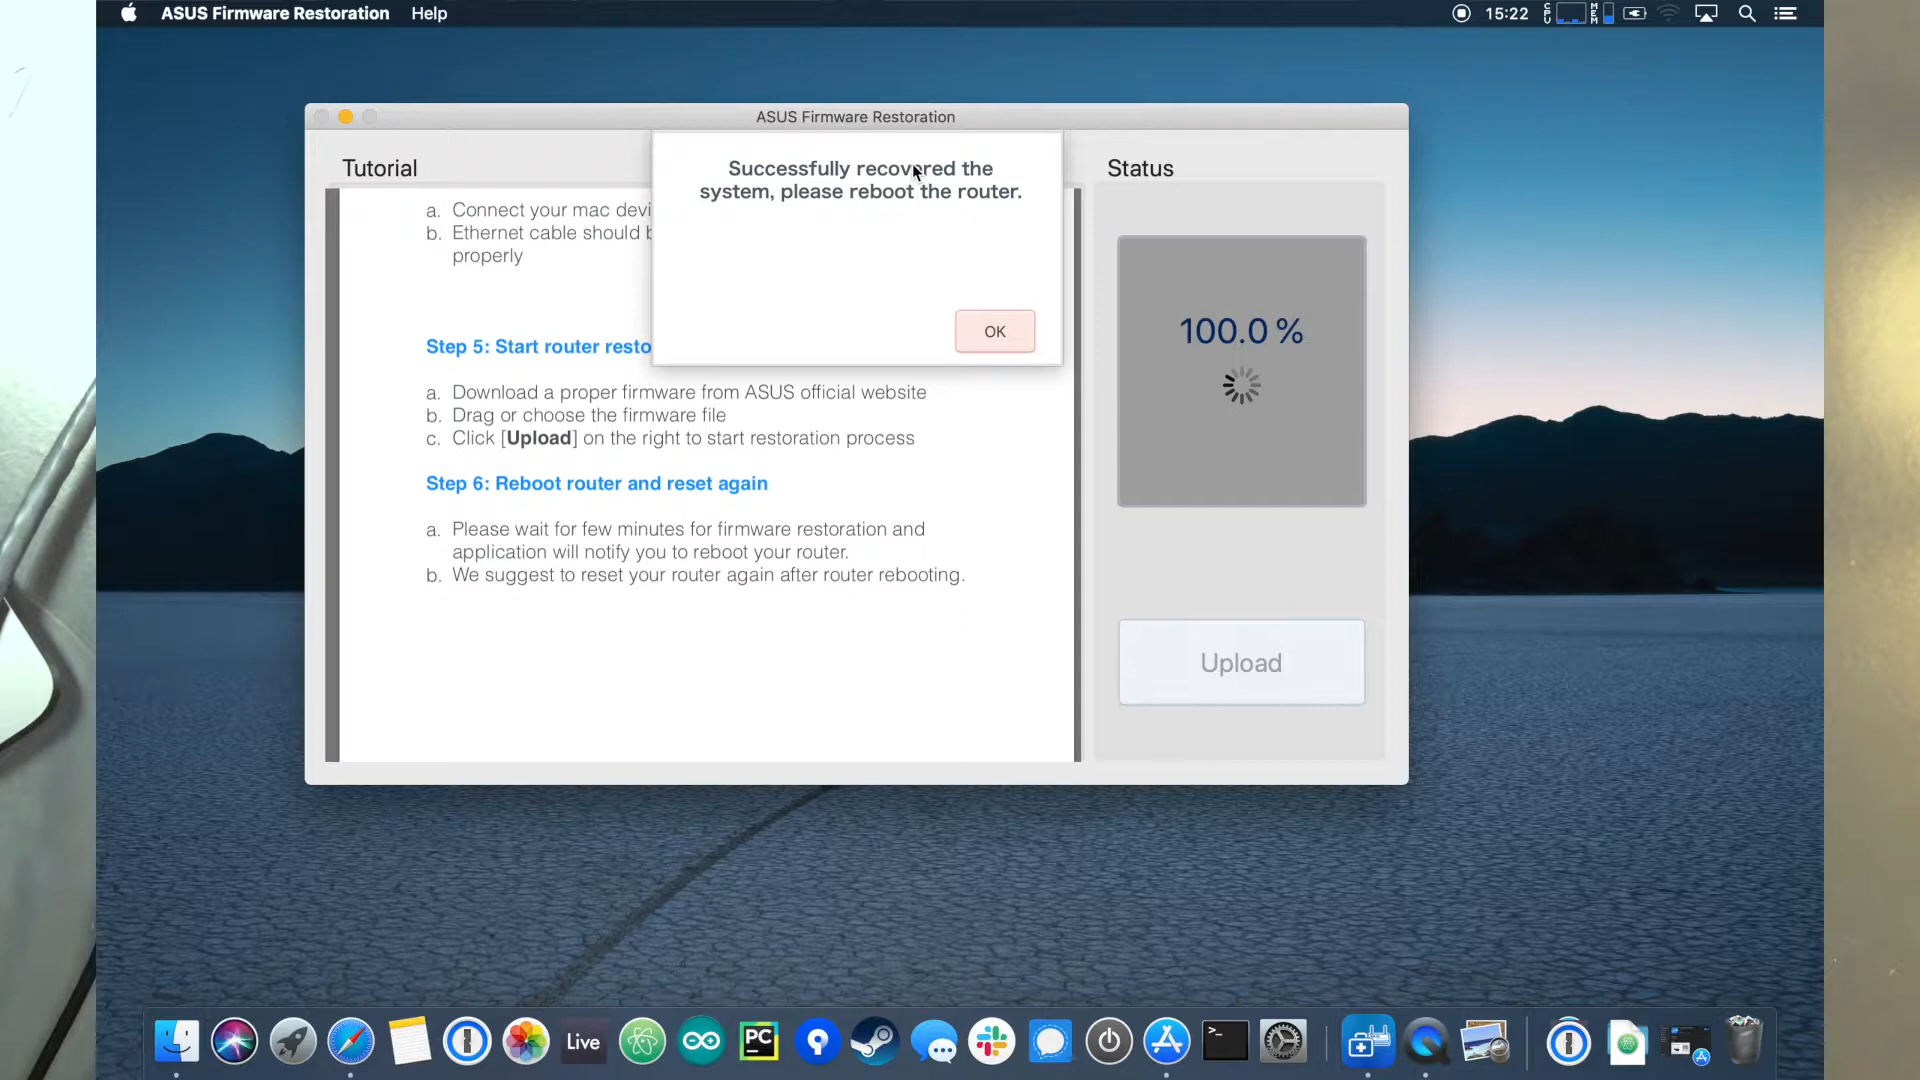 ASUS Firmware Restoration Help
15:22
CPU
MEM
ASUS Firmware Restoration
Tutorial
Successfully recovered the
system, please reboot the router.
OK
Status
a. Connect your mac devi
b. Ethernet cable should b
properly
Step 5: Start router resto
a. Download a proper firmware from ASUS official website
b. Drag or choose the firmware file
c. Click [Upload] on the right to start restoration process
Step 6: Reboot router and reset again
a. Please wait for few minutes for firmware restoration and
application will notify you to reboot your router.
b. We suggest to reset your router again after router rebooting.
100.0 %
Upload
Live
PC